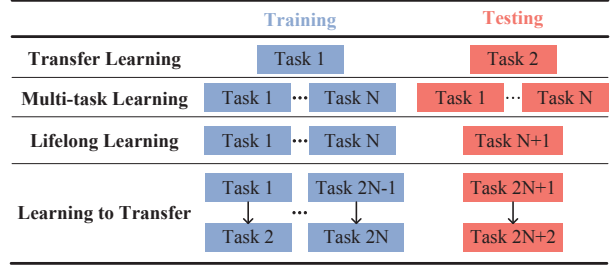 Training Testing
Transfer Learning Task 1 Task 2
Multi-task Learning Task 1 ... Task N Task 1 ... Task N
Lifelong Learning Task 1 ... Task N Task N+1
Task 1 Task 2N-1 Task 2N+1
Learning to Transfer ...
Task 2 Task 2N Task 2N+2